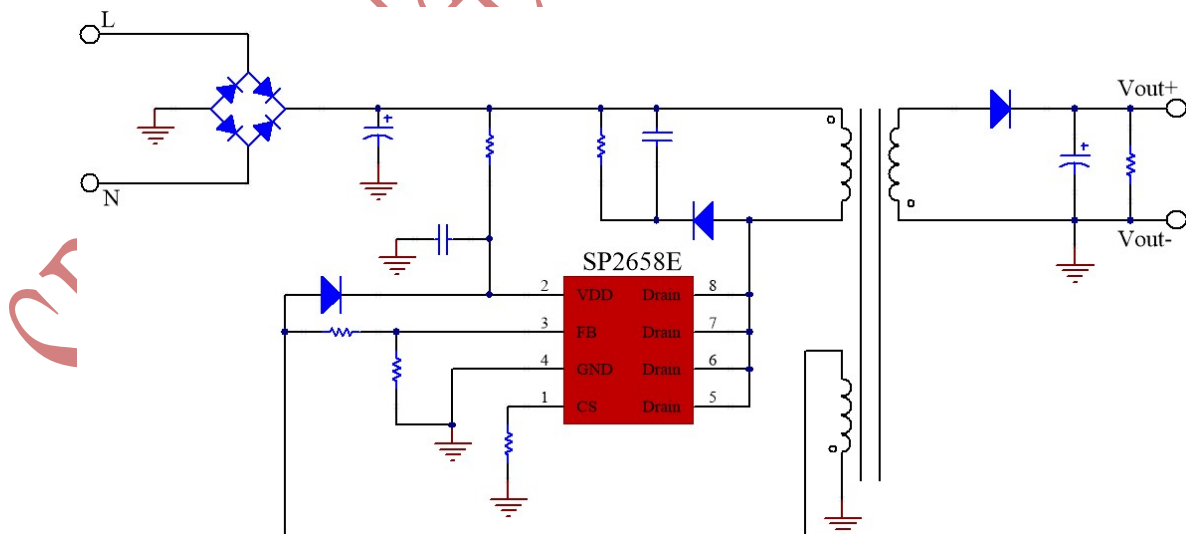 L
Vout+
N
Vout-
SP2658E
2 VDD Drain 8
3 FB Drain 7
4 GND Drain 6
1 CS Drain 5